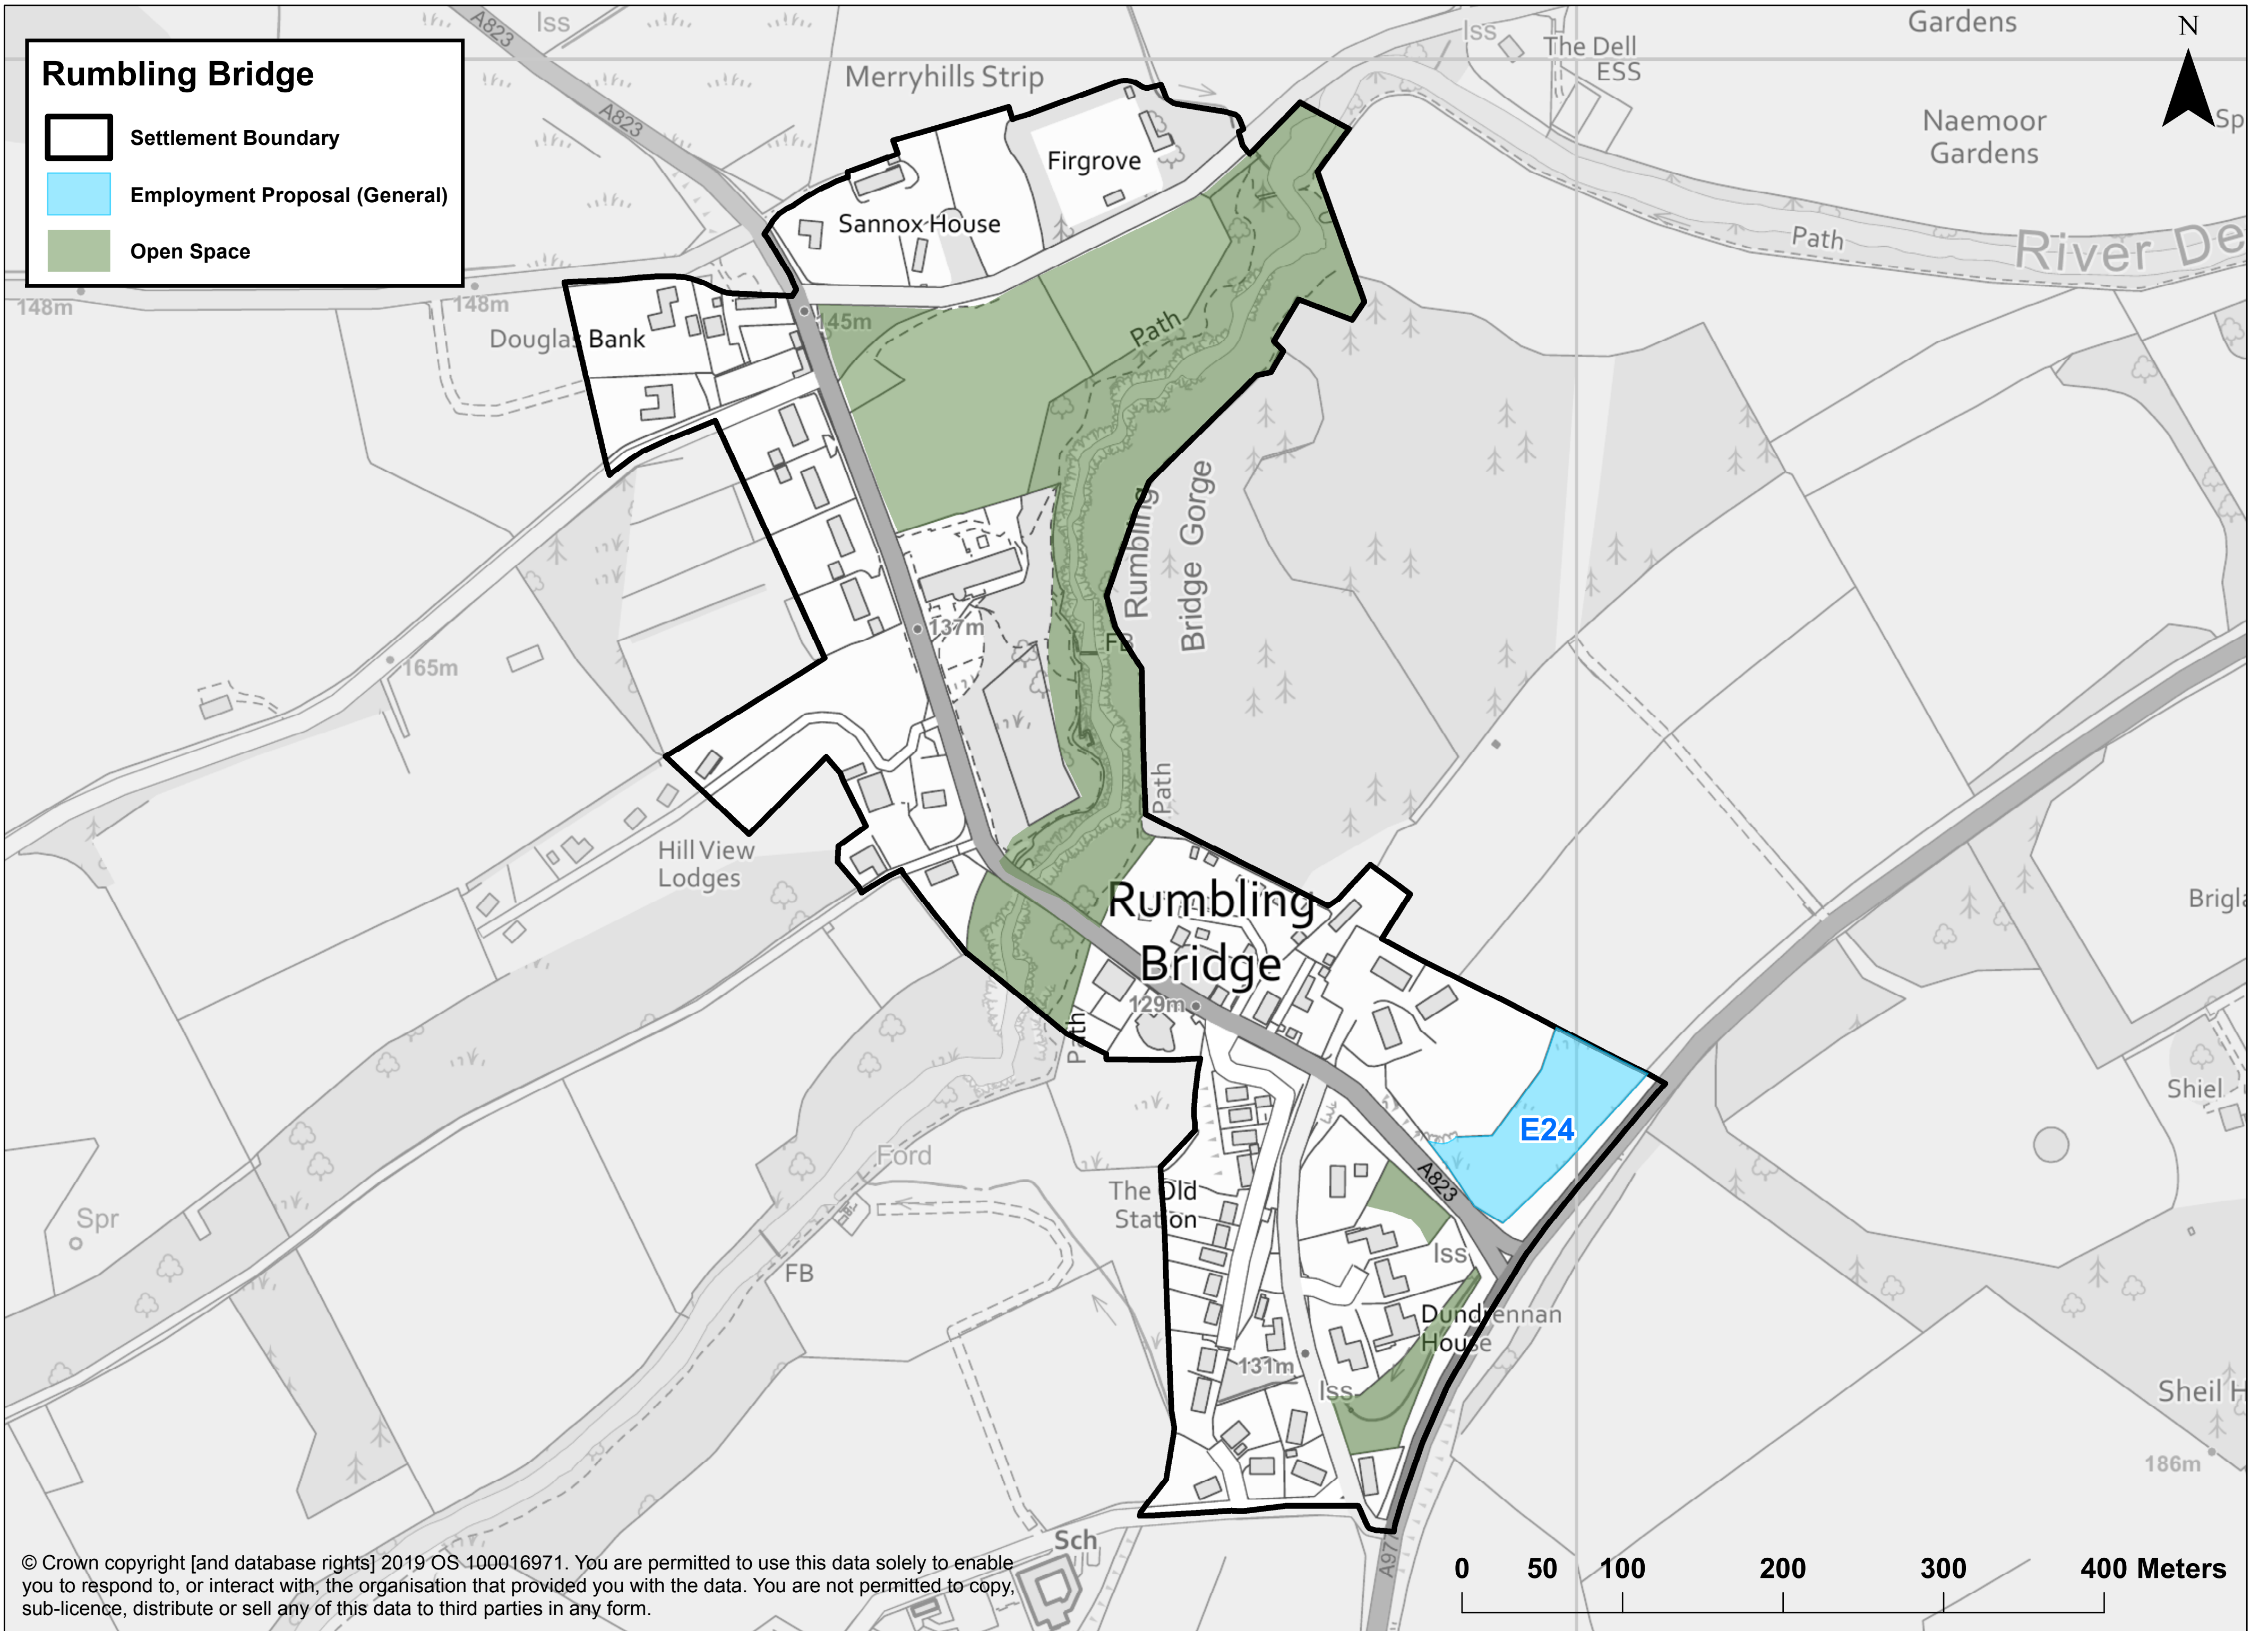 Rumbling Bridge
Settlement Boundary
Employment Proposal (General)
Open Space
A823
Iss
A823
Merryhills Strip
Iss
The Dell
ESS
Gardens
N
Naemoor
Gardens
Sp
Firgrove
Sannox House
Path
River De
148m
148m
145m
Douglas Bank
Path
Rumbling
Bridge Gorge
137m
FB
165m
Path
Hill View
Lodges
Rumbling
Bridge
Brigla
129m
Path
Shiel
E24
Ford
A823
The Old
Station
Spr
Iss
FB
Dundrennan
House
131m
Iss
Sheil H
186m
Sch
A977
0 50 100 200 300 400 Meters
© Crown copyright [and database rights] 2019 OS 100016971. You are permitted to use this data solely to enable
you to respond to, or interact with, the organisation that provided you with the data. You are not permitted to copy,
sub-licence, distribute or sell any of this data to third parties in any form.